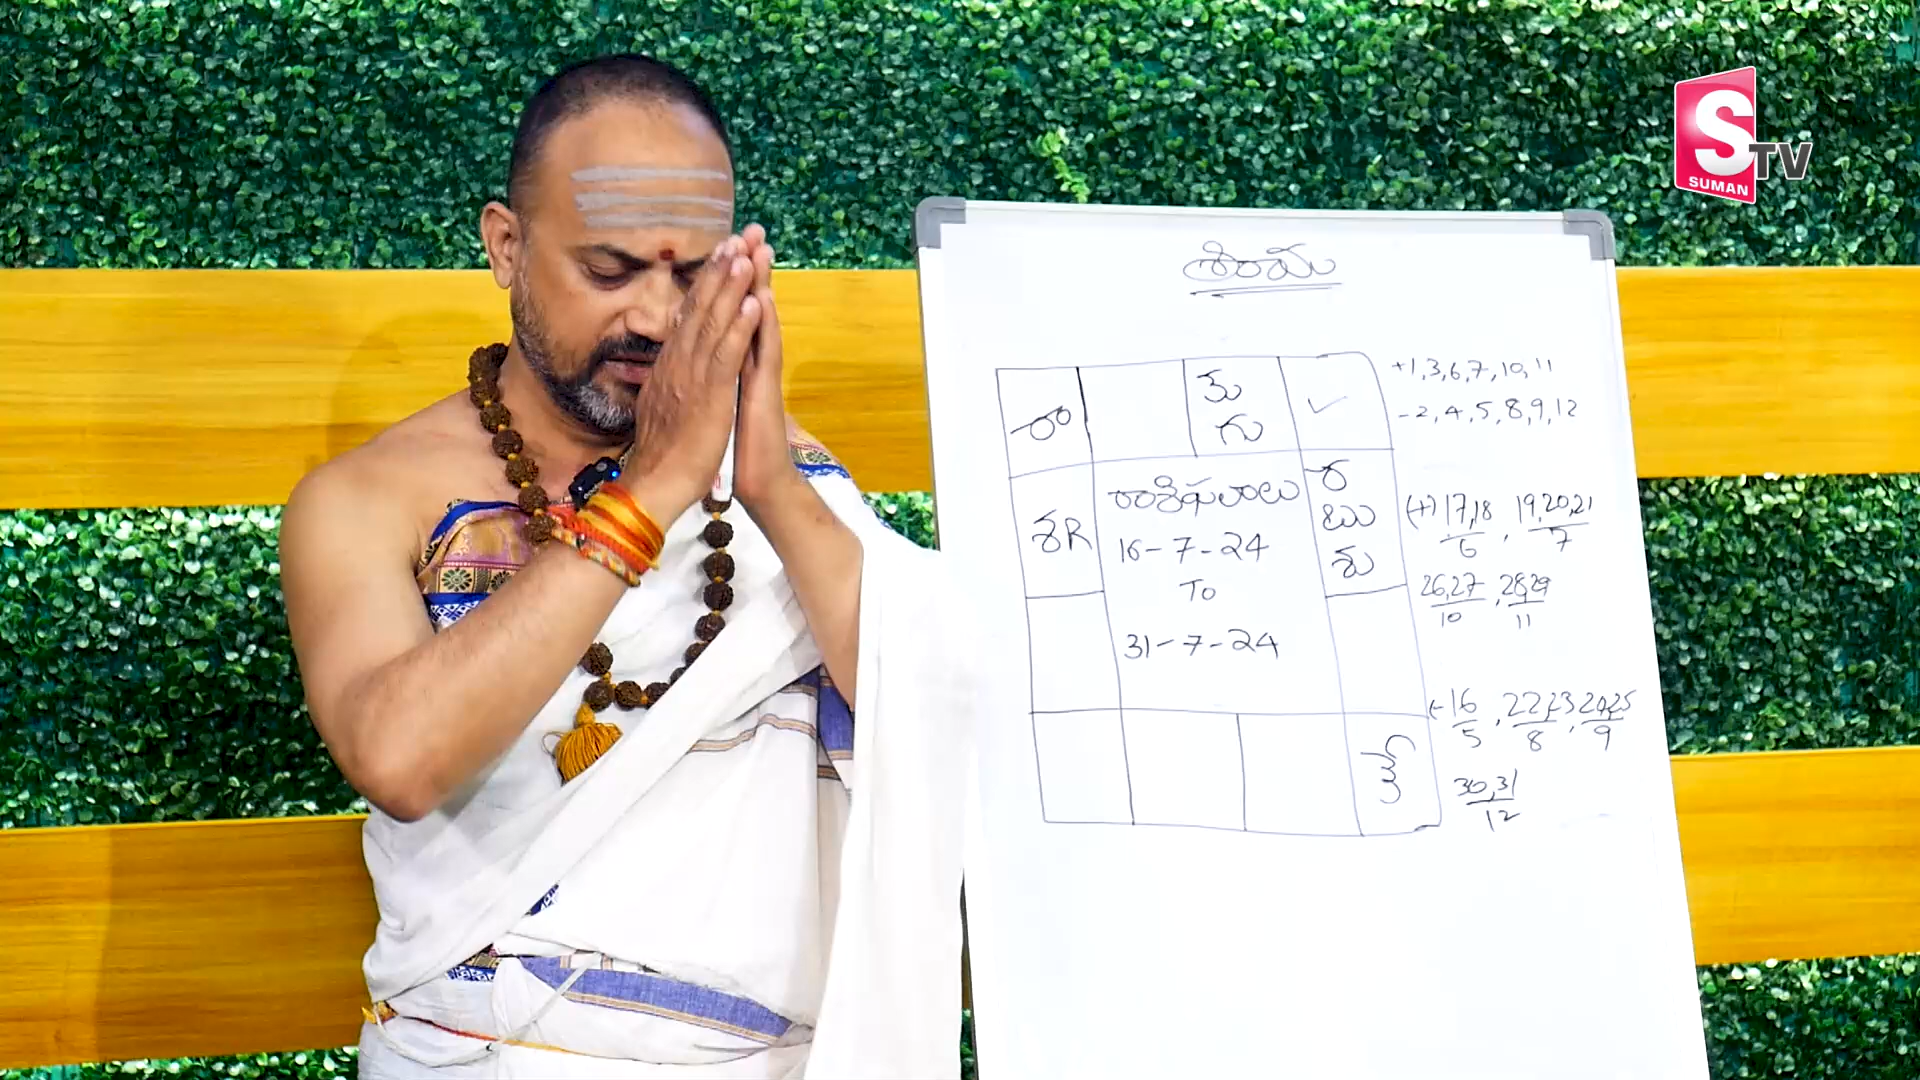 S TV
SUMAN
శ్రీరామ
రా
కు
గు
✓
+1,3,6,7,10,11
-2,4,5,8,9,12
శR
రాశిఫలాలు
16-7-24
To
31-7-24
ర
బు
శు
(+) 17,18/6, 19,20,21/7
26,27/10, 28,29/11
(- 16/5, 22,23/8, 24,25/9
30,31/12
కే